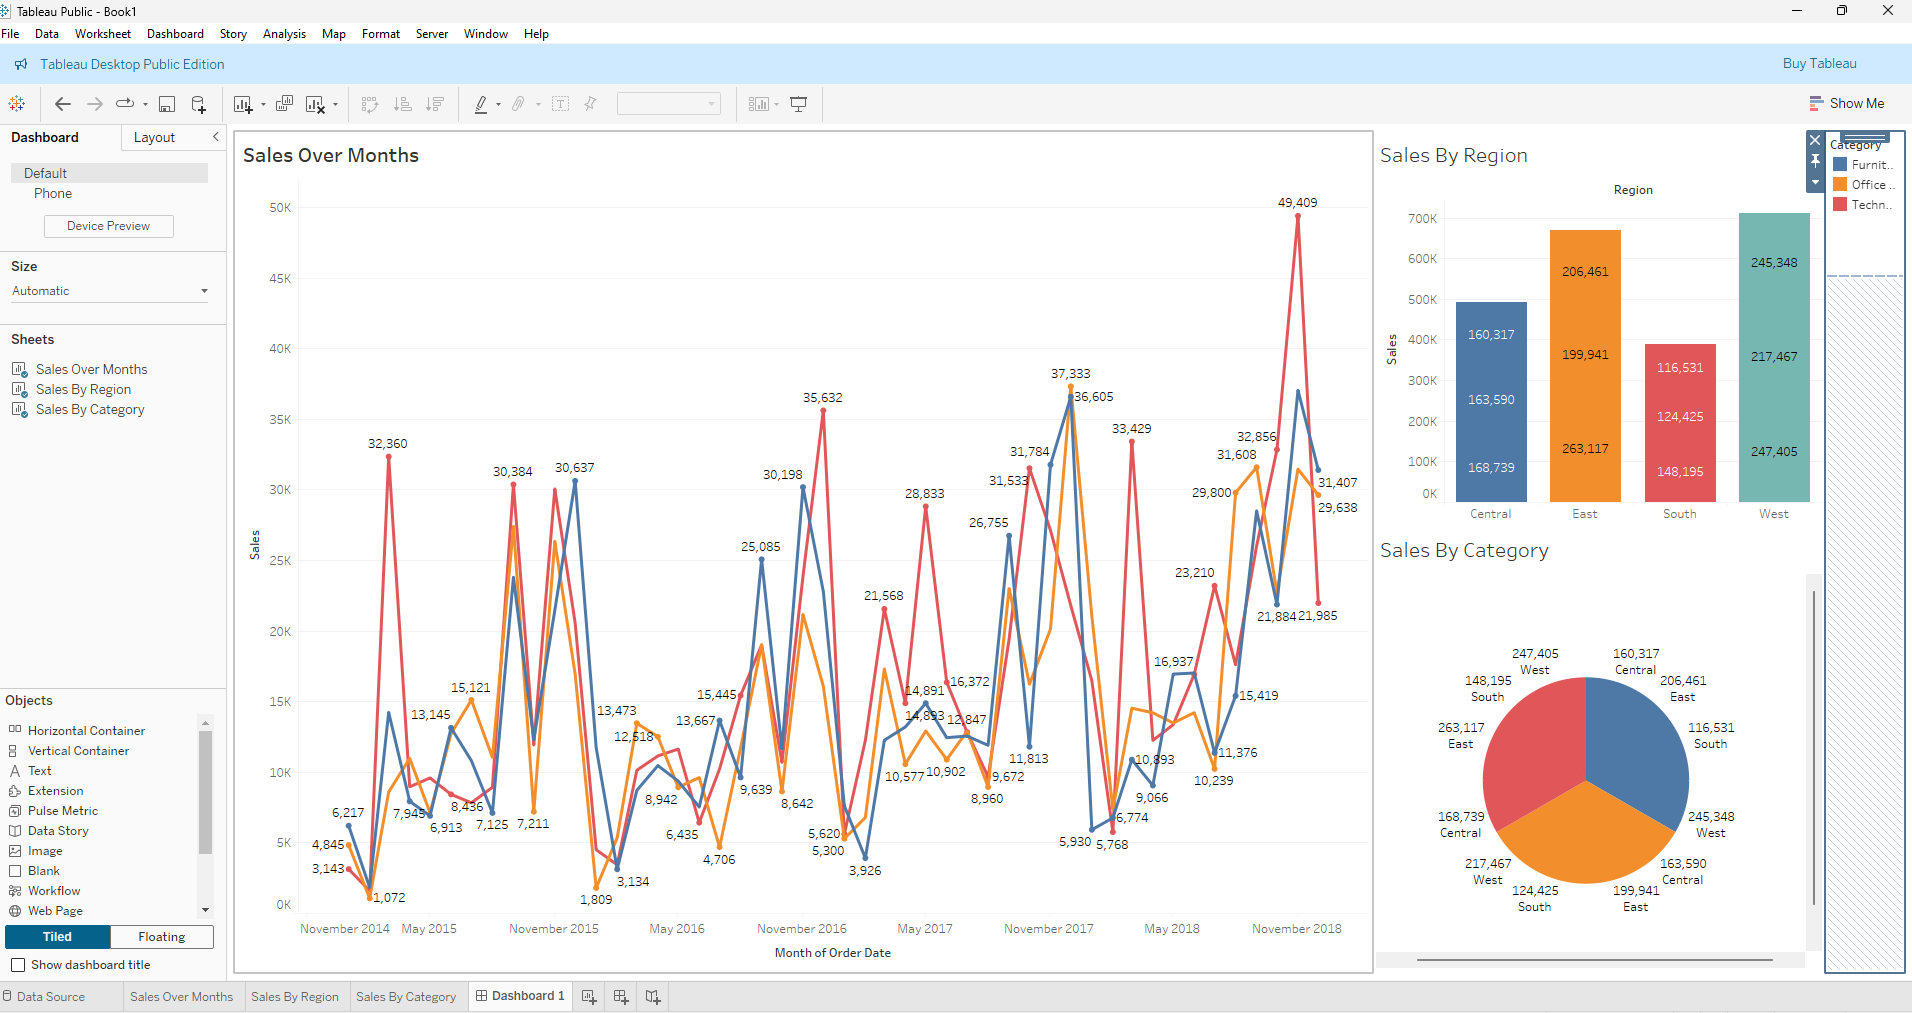 Tableau Public - Book1
File Data Worksheet Dashboard Story Analysis Map Format Server Window Help
Tableau Desktop Public Edition
Buy Tableau
Show Me
Dashboard Layout
Default
Phone
Device Preview
Size
Automatic
Sheets
Sales Over Months
Sales By Region
Sales By Category
Objects
Horizontal Container
Vertical Container
Text
Extension
Pulse Metric
Data Story
Image
Blank
Workflow
Web Page
Tiled Floating
Show dashboard title
Sales Over Months
50K
45K
40K
35K
30K
25K
20K
15K
10K
5K
0K
Sales
49,409
37,333
36,605
35,632
33,429
32,856
32,360
31,784
31,608
30,384
30,637
30,198
31,533
29,800
31,407
29,638
28,833
26,755
25,085
23,210
21,568
21,884
21,985
16,937
16,372
15,121
15,445
15,419
14,891
14,893
13,145
13,473
13,667
12,518
12,847
11,813
11,376
10,893
10,577
10,902
10,239
9,639
9,672
9,066
8,942
8,960
8,642
8,436
7,945
7,125
7,211
6,913
6,217
6,435
6,774
5,620
5,300
5,930
5,768
4,845
4,706
3,926
3,143
3,134
1,072
1,809
November 2014 May 2015 November 2015 May 2016 November 2016 May 2017 November 2017 May 2018 November 2018
Month of Order Date
Sales By Region
Region
700K
600K
500K
400K
300K
200K
100K
0K
Sales
160,317
163,590
168,739
206,461
199,941
263,117
116,531
124,425
148,195
245,348
217,467
247,405
Central East South West
Sales By Category
247,405
West
160,317
Central
148,195
South
206,461
East
263,117
East
116,531
South
168,739
Central
245,348
West
217,467
West
163,590
Central
124,425
South
199,941
East
Category
Furnit..
Office ..
Techn..
Data Source Sales Over Months Sales By Region Sales By Category Dashboard 1